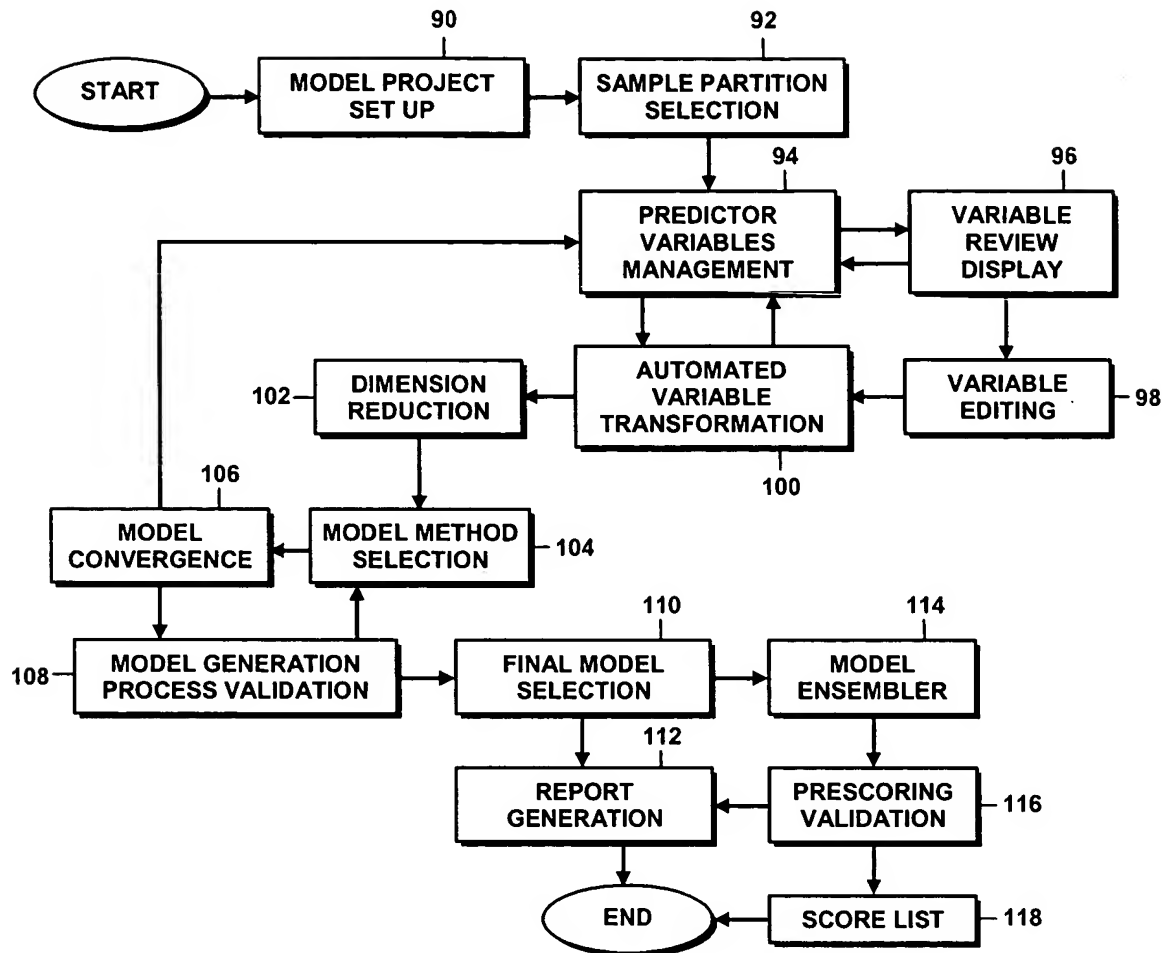 90
92
START
MODEL PROJECT
SET UP
SAMPLE PARTITION
SELECTION
94
96
PREDICTOR
VARIABLES
MANAGEMENT
VARIABLE
REVIEW
DISPLAY
102
DIMENSION
REDUCTION
AUTOMATED
VARIABLE
TRANSFORMATION
100
VARIABLE
EDITING
98
106
MODEL
CONVERGENCE
MODEL METHOD
SELECTION
104
108
MODEL GENERATION
PROCESS VALIDATION
110
FINAL MODEL
SELECTION
114
MODEL
ENSEMBLER
112
REPORT
GENERATION
PRESCORING
VALIDATION
116
END
SCORE LIST
118